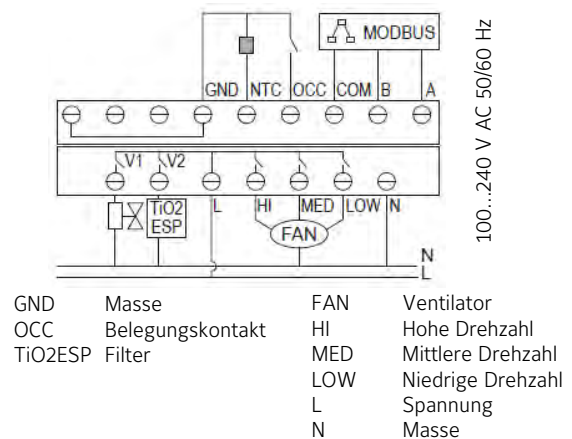 MODBUS
GND NTC OCC COM B A
100...240 V AC 50/60 Hz
V1 V2
TiO2 ESP L HI MED LOW N
FAN
N
L
GND Masse
OCC Belegungskontakt
TiO2ESP Filter
FAN Ventilator
HI Hohe Drehzahl
MED Mittlere Drehzahl
LOW Niedrige Drehzahl
L Spannung
N Masse